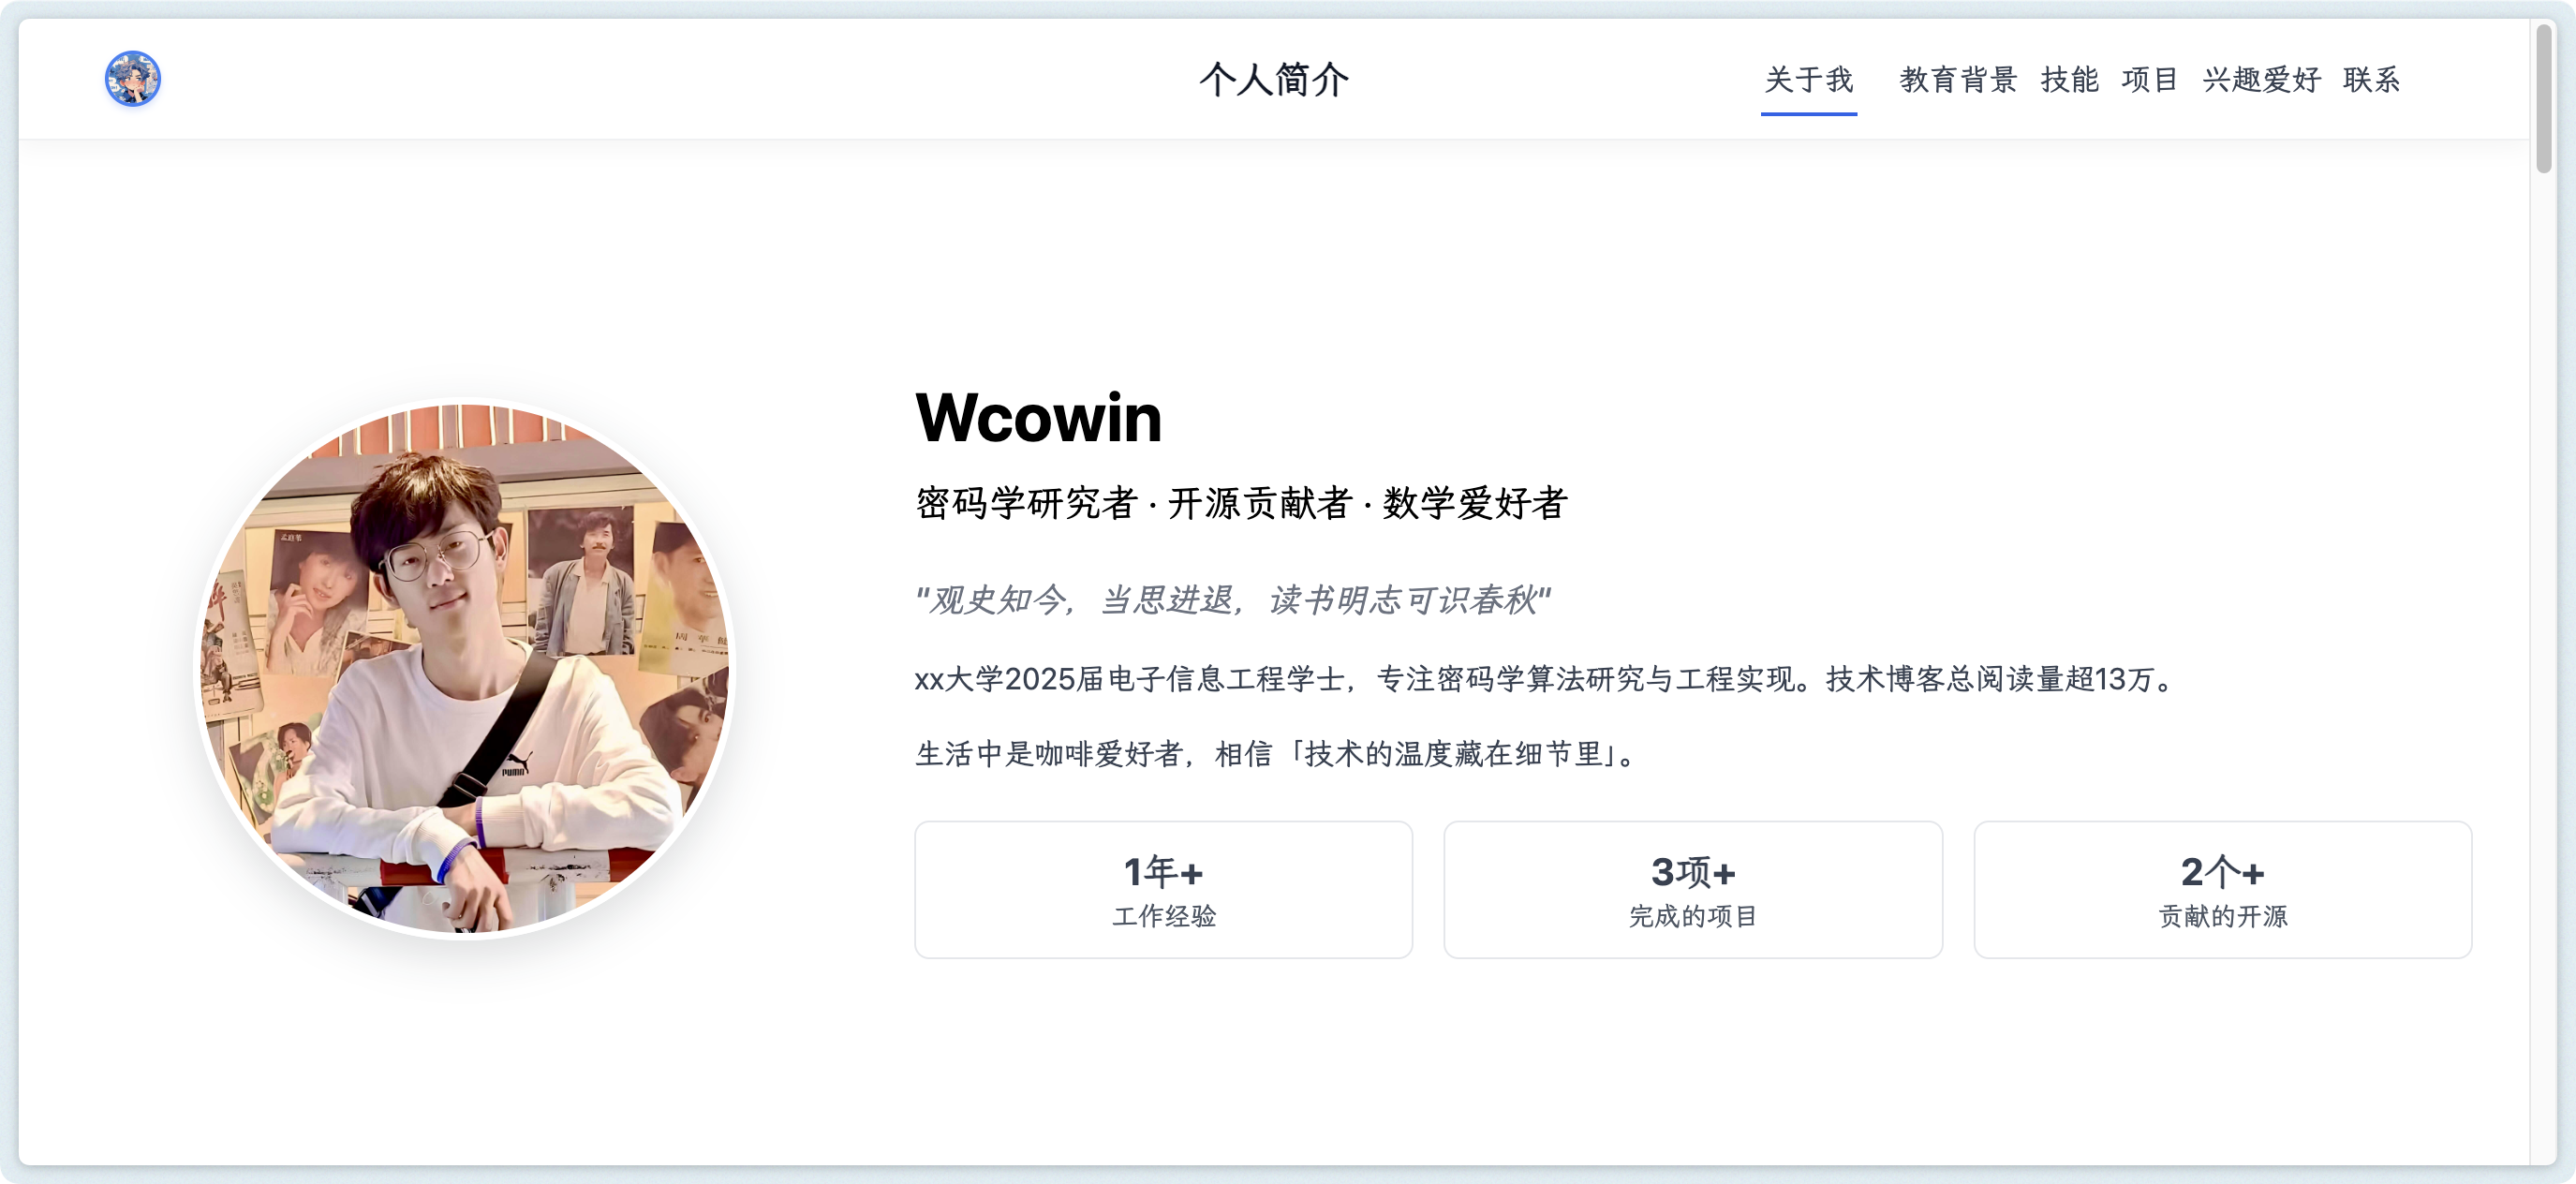 个人简介
关于我 教育背景 技能 项目 兴趣爱好 联系
Wcowin
密码学研究者 · 开源贡献者 · 数学爱好者
"观史知今，当思进退，读书明志可识春秋"
xx大学2025届电子信息工程学士，专注密码学算法研究与工程实现。技术博客总阅读量超13万。
生活中是咖啡爱好者，相信「技术的温度藏在细节里」。
1年+
工作经验
3项+
完成的项目
2个+
贡献的开源
孟庭苇
周华健
PUMA